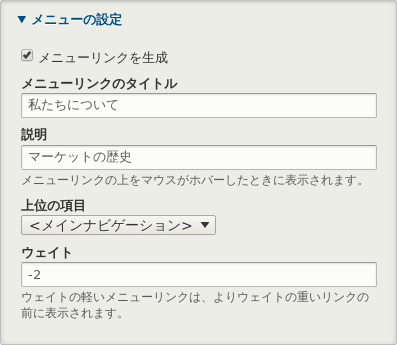 メニューの設定
メニューリンクを生成
メニューリンクのタイトル
私たちについて
説明
マーケットの歴史
メニューリンクの上をマウスがホバーしたときに表示されます。
上位の項目
<メインナビゲーション>
ウェイト
-2
ウェイトの軽いメニューリンクは、よりウェイトの重いリンクの
前に表示されます。